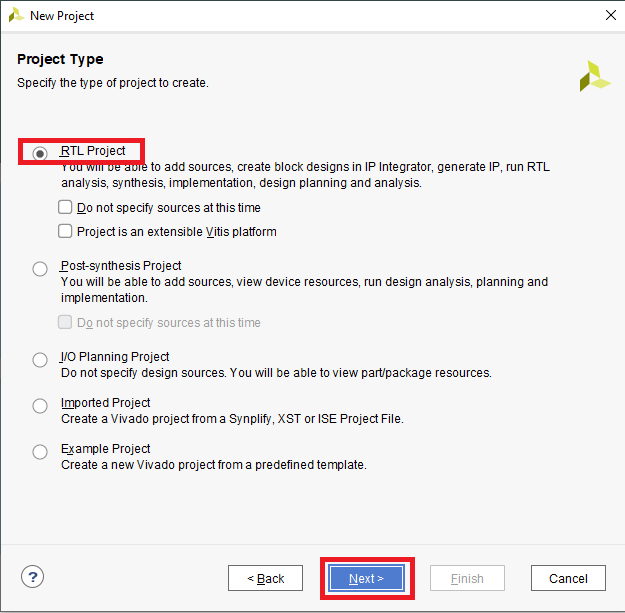 New Project
Project Type
Specify the type of project to create.
RTL Project
You will be able to add sources, create block designs in IP Integrator, generate IP, run RTL
analysis, synthesis, implementation, design planning and analysis.
Do not specify sources at this time
Project is an extensible Vitis platform
Post-synthesis Project
You will be able to add sources, view device resources, run design analysis, planning and
implementation.
Do not specify sources at this time
I/O Planning Project
Do not specify design sources. You will be able to view part/package resources.
Imported Project
Create a Vivado project from a Synplify, XST or ISE Project File.
Example Project
Create a new Vivado project from a predefined template.
?
< Back
Next >
Finish
Cancel